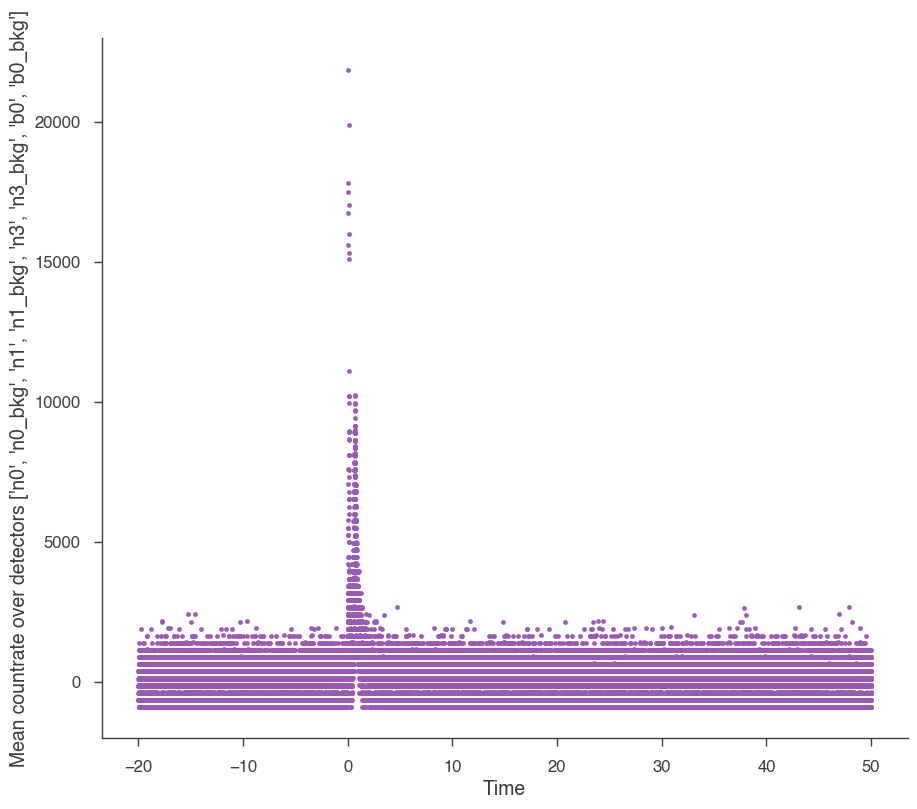 Mean countrate over detectors ['n0', 'n0_bkg', 'n1', 'n1_bkg', 'n3', 'n3_bkg', 'b0', 'b0_bkg']
20000
15000
10000
5000
0
−20 −10 0 10 20 30 40 50
Time